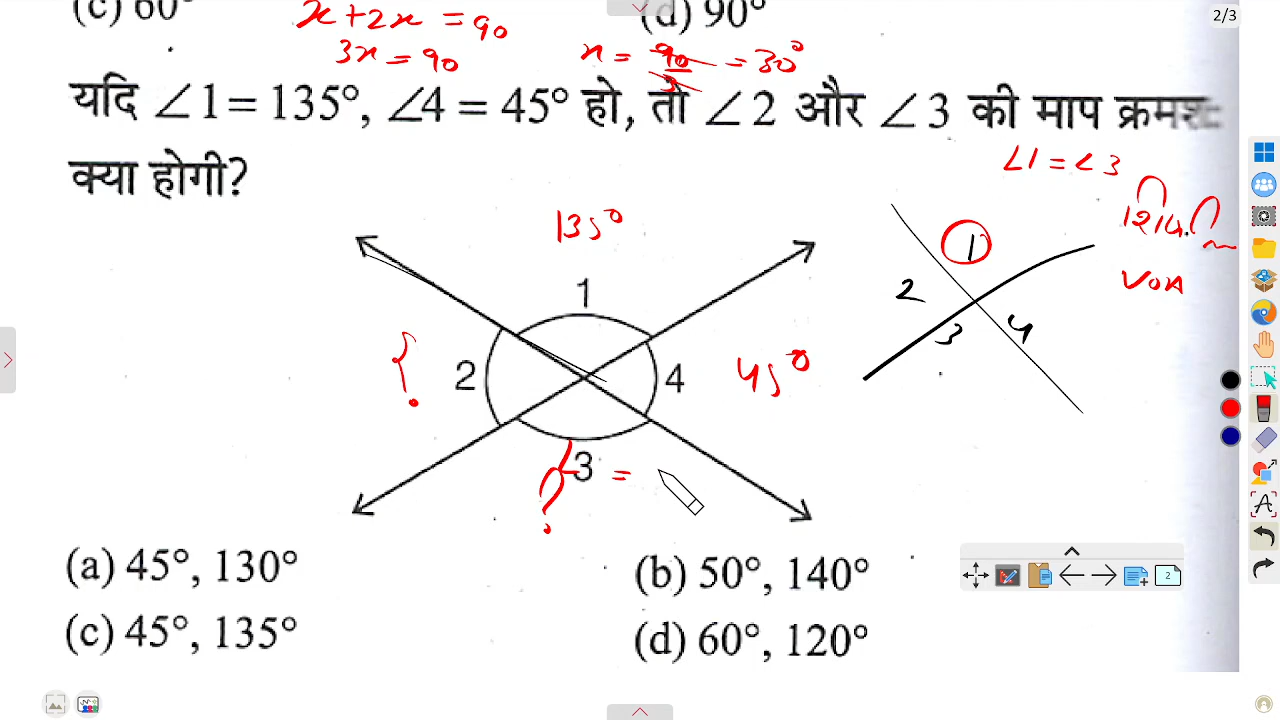 (c) 60°
(d) 90°
x + 2x = 90
3x = 90
x = 90/3 = 30°
2/3
यदि ∠1 = 135°, ∠4 = 45° हो, तो ∠2 और ∠3 की माप क्रमशः
क्या होगी?
∠1 = ∠3
135°
VOA
1
2
3
4
45°
?
1
2
4
?
3 =
(a) 45°, 130°
(b) 50°, 140°
(c) 45°, 135°
(d) 60°, 120°
2